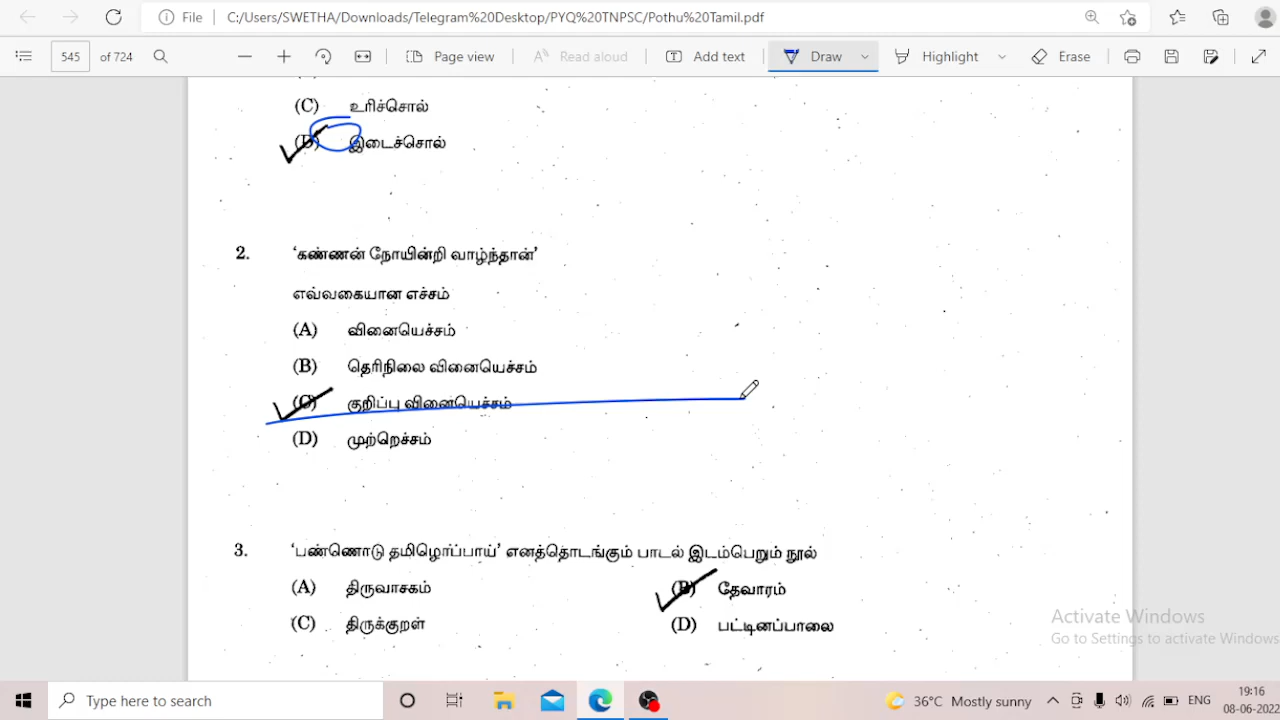 File
C:/Users/SWETHA/Downloads/Telegram%20Desktop/PYQ%20TNPSC/Pothu%20Tamil.pdf
545 of 724
Page view
Read aloud
Add text
Draw
Highlight
Erase
(C) உரிச்சொல்
(D) இடைச்சொல்
2. ‘கண்ணன் நோயின்றி வாழ்ந்தான்’
எவ்வகையான எச்சம்
(A) வினையெச்சம்
(B) தெரிநிலை வினையெச்சம்
(C) குறிப்பு வினையெச்சம்
(D) முற்றெச்சம்
3. ‘பண்ணொடு தமிழொப்பாய்’ எனத்தொடங்கும் பாடல் இடம்பெறும் நூல்
(A) திருவாசகம் (B) தேவாரம்
(C) திருக்குறள் (D) பட்டினப்பாலை
Activate Windows
Go to Settings to activate Windows
Type here to search
36°C Mostly sunny
ENG
19:16
08-06-2022